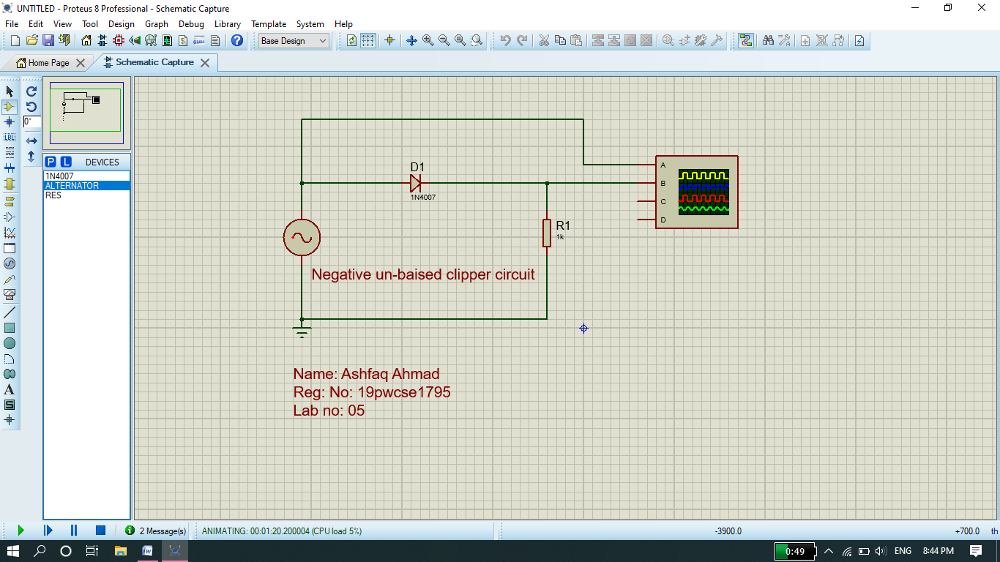 UNTITLED - Proteus 8 Professional - Schematic Capture
File Edit View Tool Design Graph Debug Library Template System Help
Base Design
Home Page
Schematic Capture
LBL
0°
P L DEVICES
1N4007
ALTERNATOR
RES
A
S
D1
1N4007
A
B
C
D
R1
1k
Negative un-baised clipper circuit
Name: Ashfaq Ahmad
Reg: No: 19pwcse1795
Lab no: 05
2 Message(s)
ANIMATING: 00:01:20.200004 (CPU load 5%)
-3900.0
+700.0
th
0:49
ENG
8:44 PM